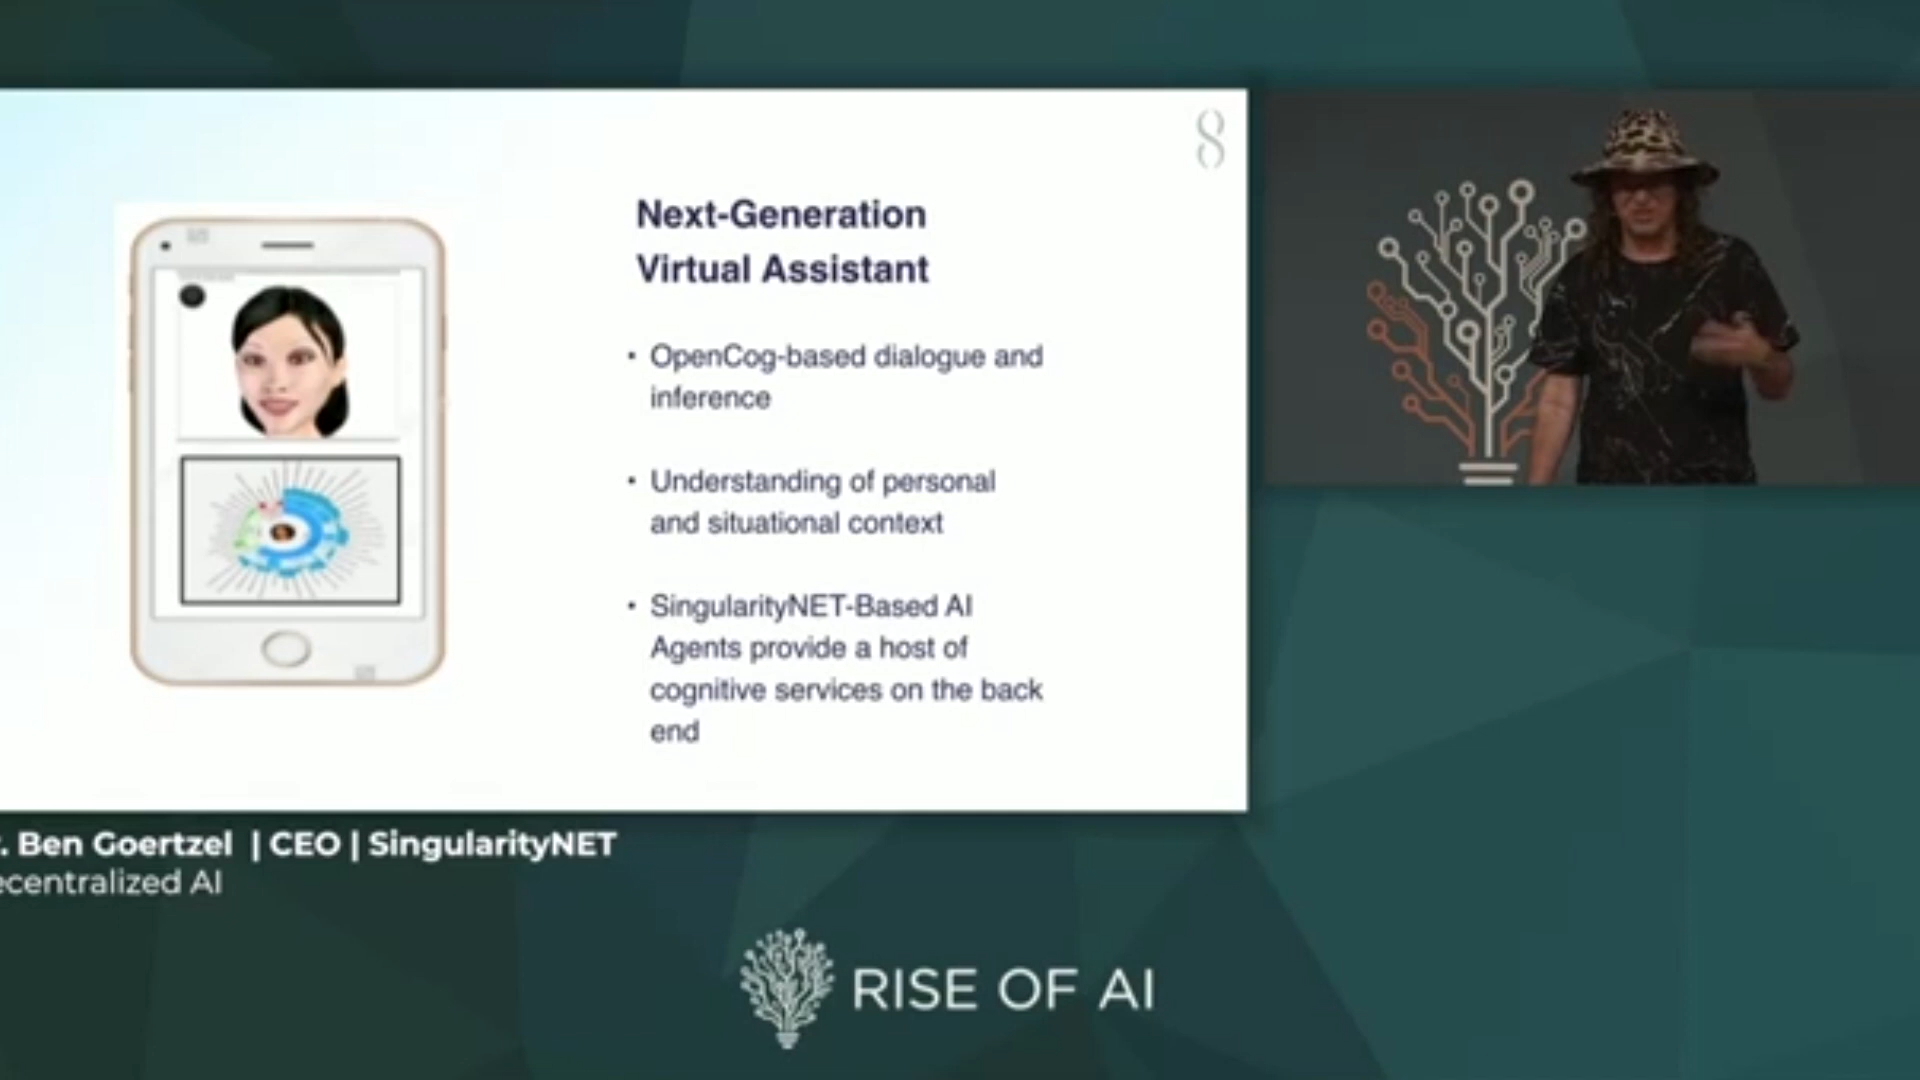 Next-Generation
Virtual Assistant
• OpenCog-based dialogue and
inference
• Understanding of personal
and situational context
• SingularityNET-Based AI
Agents provide a host of
cognitive services on the back
end
. Ben Goertzel | CEO | SingularityNET
ecentralized AI
RISE OF AI